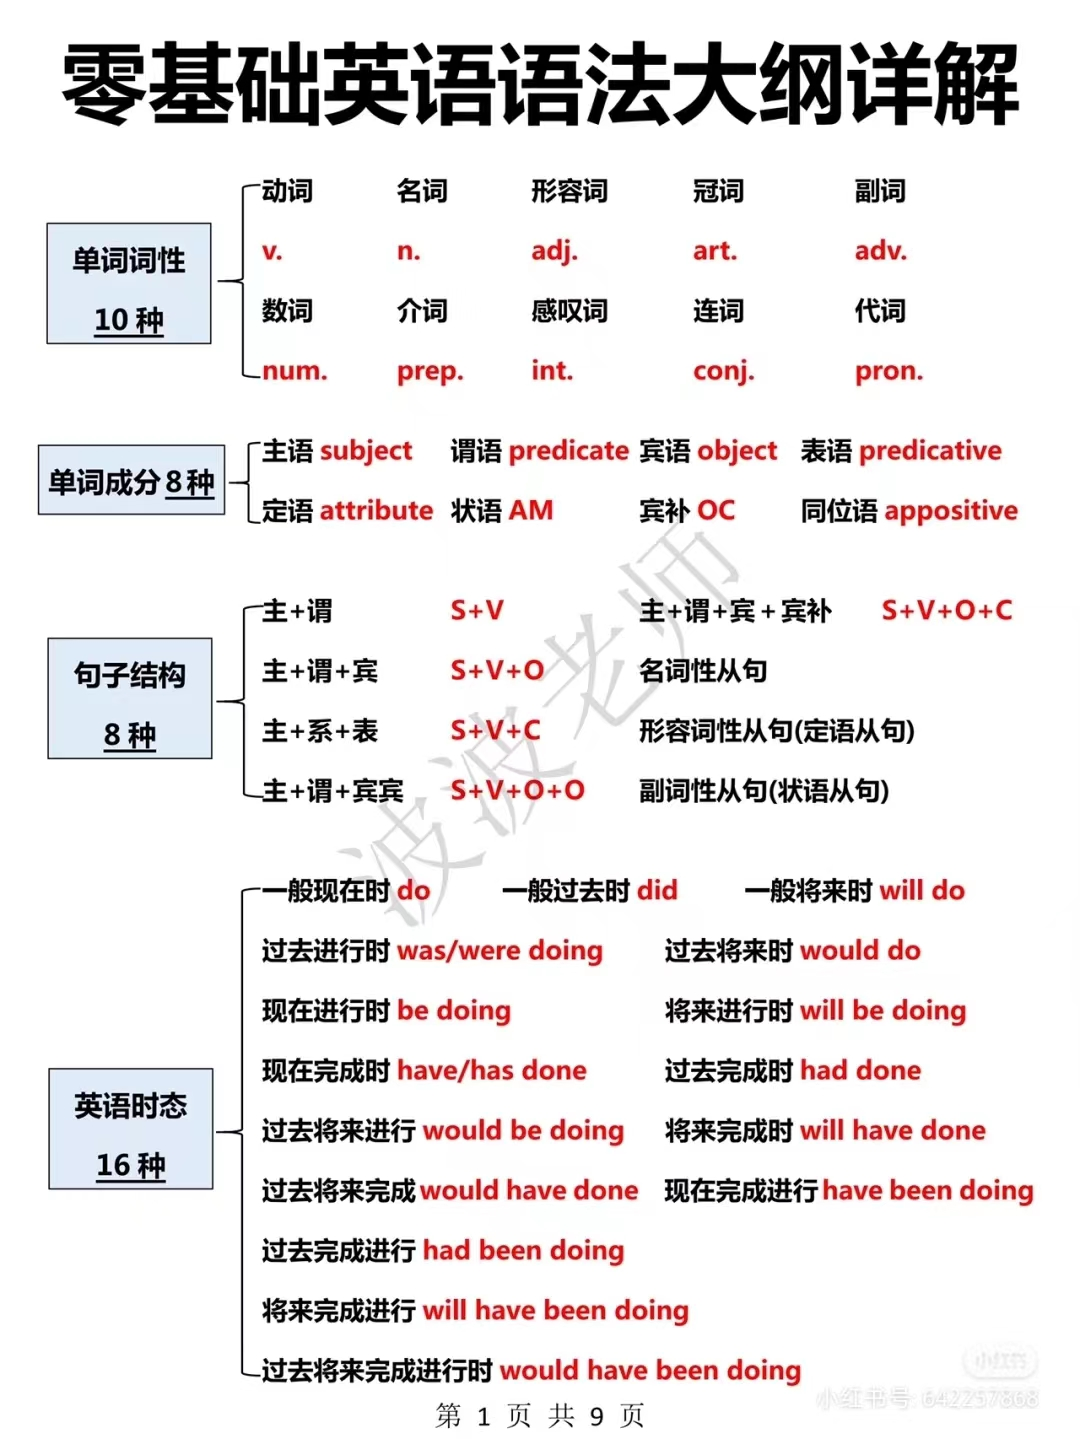 零基础英语语法大纲详解
单词词性
10 种
动词 名词 形容词 冠词 副词
v. n. adj. art. adv.
数词 介词 感叹词 连词 代词
num. prep. int. conj. pron.
单词成分 8 种
主语 subject 谓语 predicate 宾语 object 表语 predicative
定语 attribute 状语 AM 宾补 OC 同位语 appositive
句子结构
8 种
主+谓 S+V 主+谓+宾+宾补 S+V+O+C
主+谓+宾 S+V+O 名词性从句
主+系+表 S+V+C 形容词性从句(定语从句)
主+谓+宾宾 S+V+O+O 副词性从句(状语从句)
英语时态
16 种
一般现在时 do 一般过去时 did 一般将来时 will do
过去进行时 was/were doing 过去将来时 would do
现在进行时 be doing 将来进行时 will be doing
现在完成时 have/has done 过去完成时 had done
过去将来进行 would be doing 将来完成时 will have done
过去将来完成 would have done 现在完成进行 have been doing
过去完成进行 had been doing
将来完成进行 will have been doing
过去将来完成进行时 would have been doing
波波老师
小红书
小红书号: 642257868
第 1 页 共 9 页